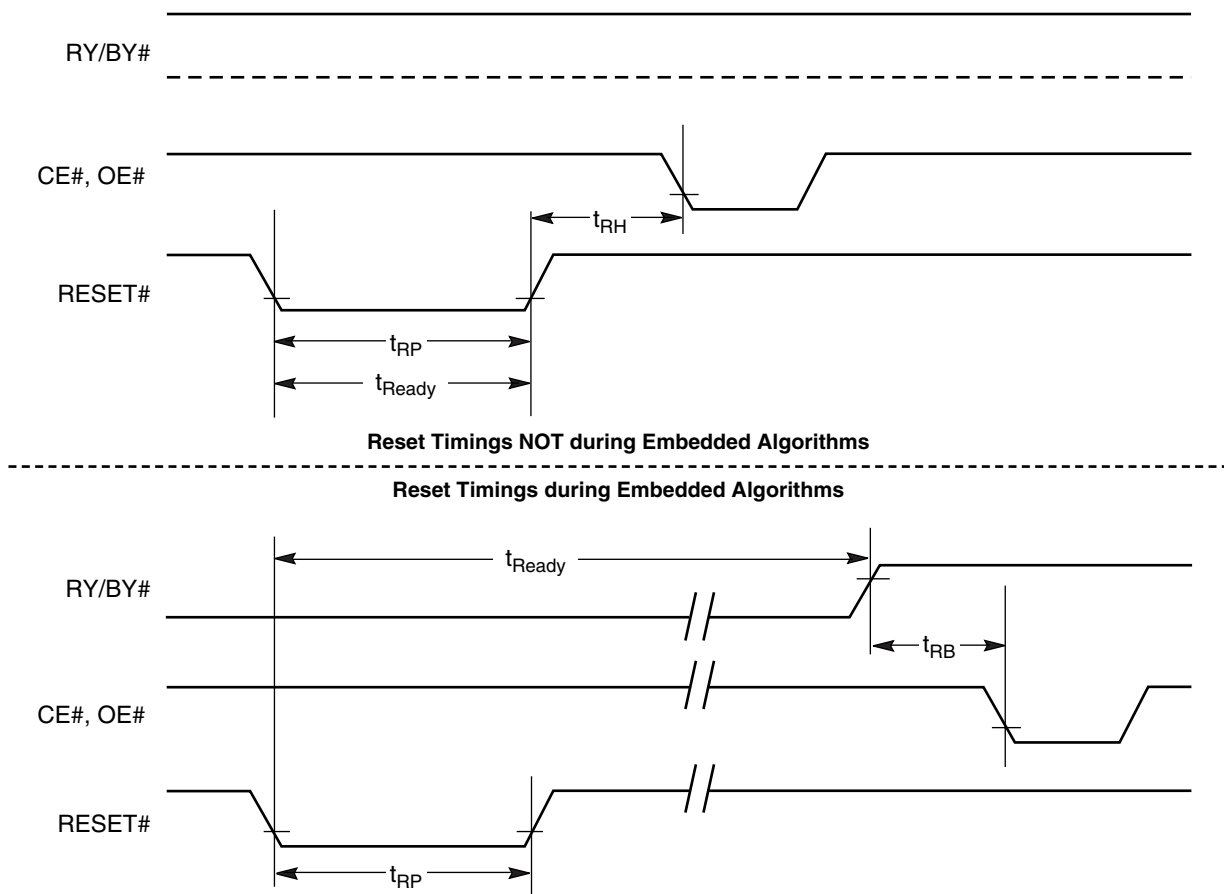 RY/BY#
CE#, OE#
tRH
RESET#
tRP
tReady
Reset Timings NOT during Embedded Algorithms
Reset Timings during Embedded Algorithms
tReady
RY/BY#
tRB
CE#, OE#
RESET#
tRP